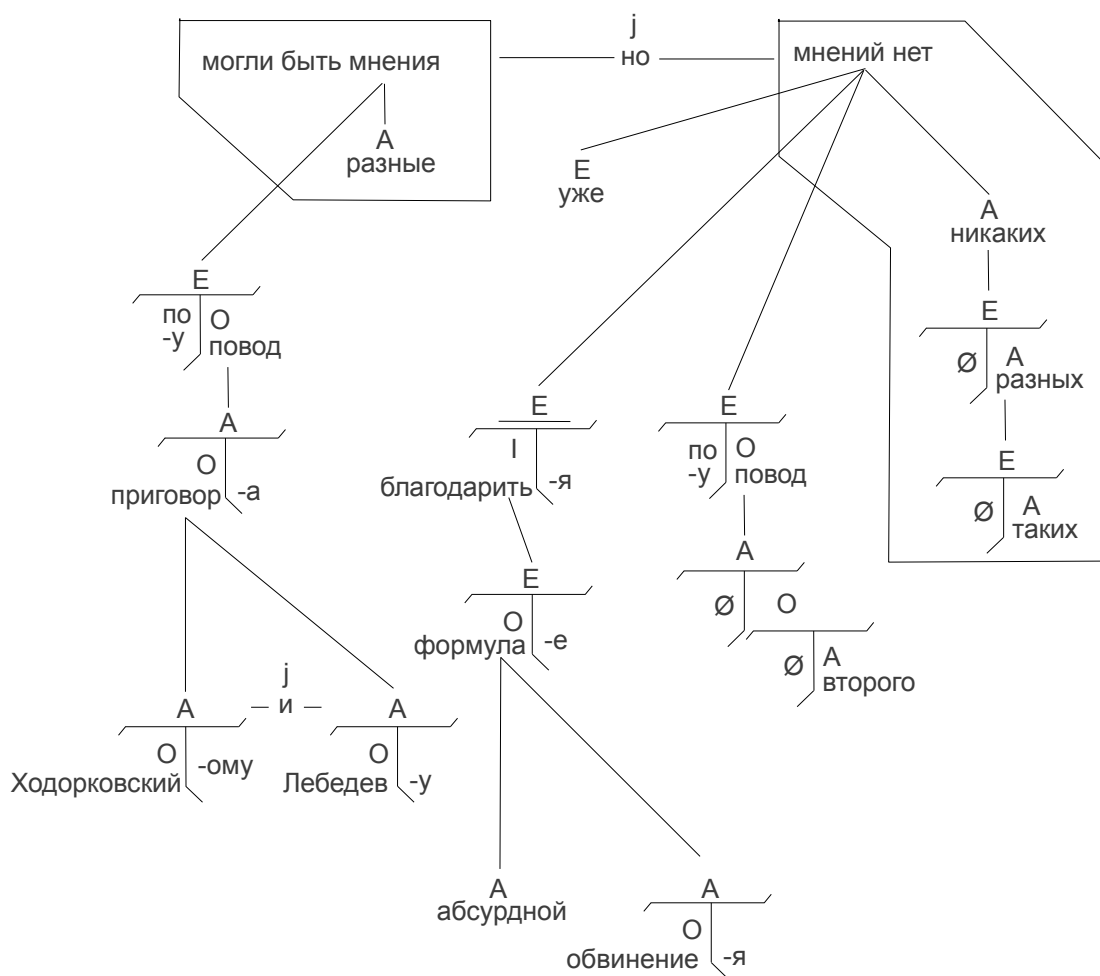 j
могли быть мнения
но
мнений нет
А
разные
Е
уже
А
никаких
Е
по
-у
О
повод
Е
Ø
А
разных
А
О
приговор
-а
Е
I
благодарить
-я
Е
по
-у
О
повод
Е
Ø
А
таких
Е
О
формула
-е
А
Ø
О
Ø
А
второго
j
и
А
О
Ходорковский
-ому
А
О
Лебедев
-у
А
абсурдной
А
О
обвинение
-я